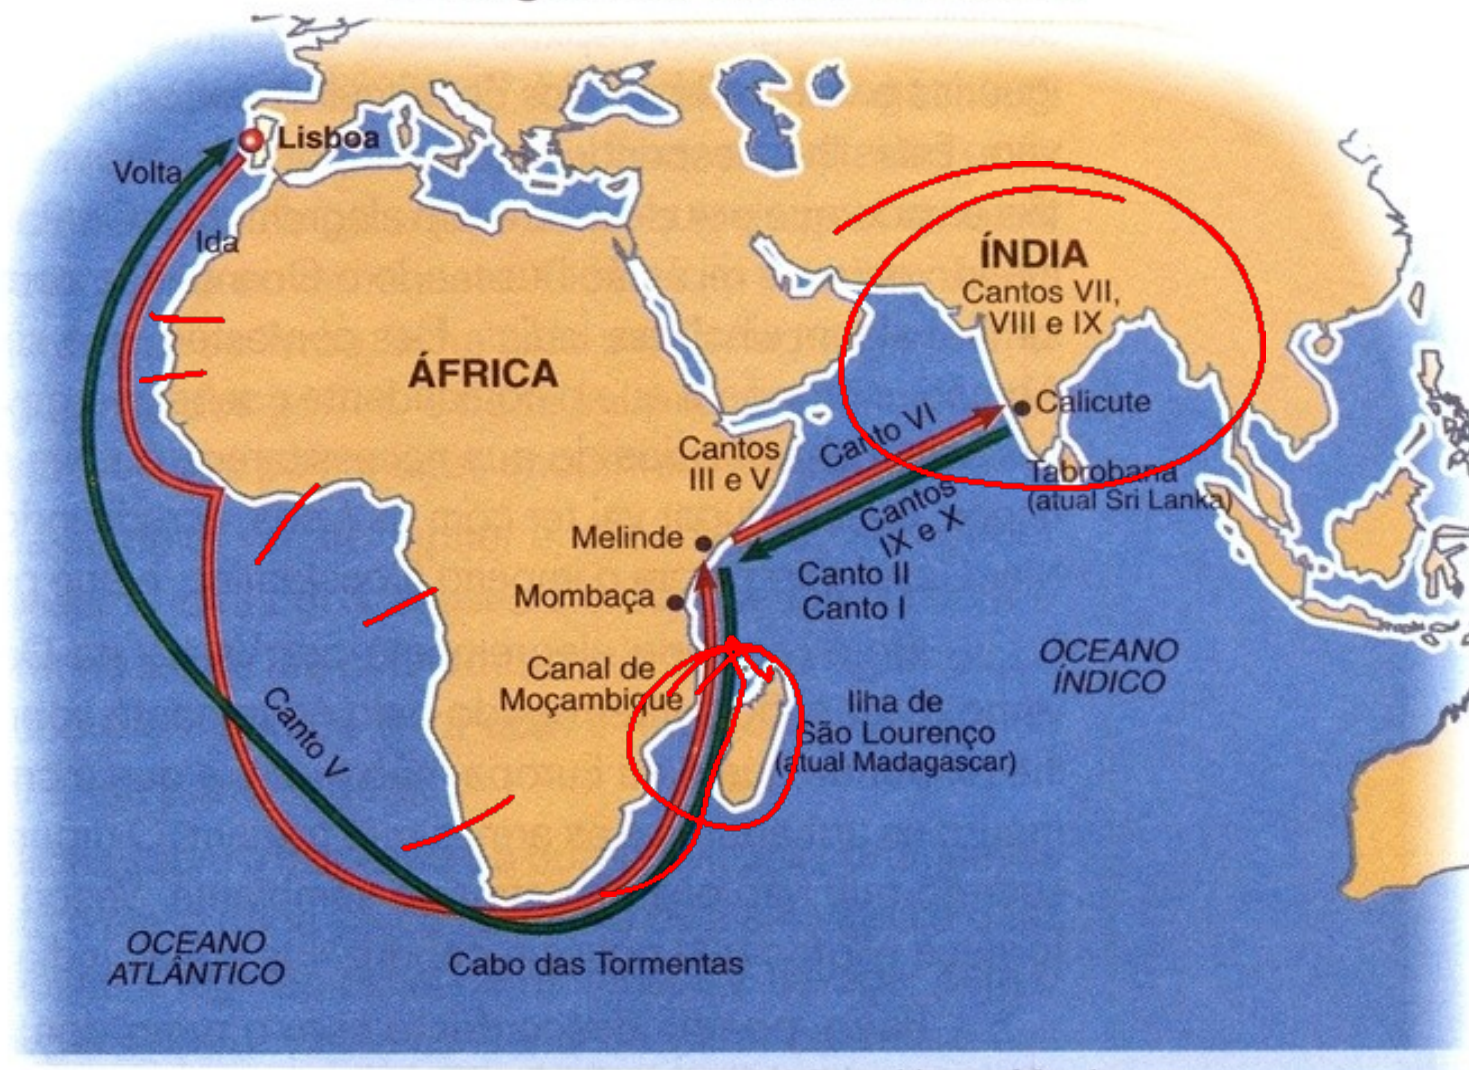 Lisboa
Volta
Ida
ÍNDIA
Cantos VII,
VIII e IX
ÁFRICA
Calicute
Canto VI
Cantos
III e V
Tabrobana
(atual Sri Lanka)
Cantos
IX e X
Melinde
Canto II
Canto I
Mombaça
OCEANO
ÍNDICO
Canal de
Moçambique
Ilha de
São Lourenço
(atual Madagascar)
Canto V
OCEANO
ATLÂNTICO
Cabo das Tormentas